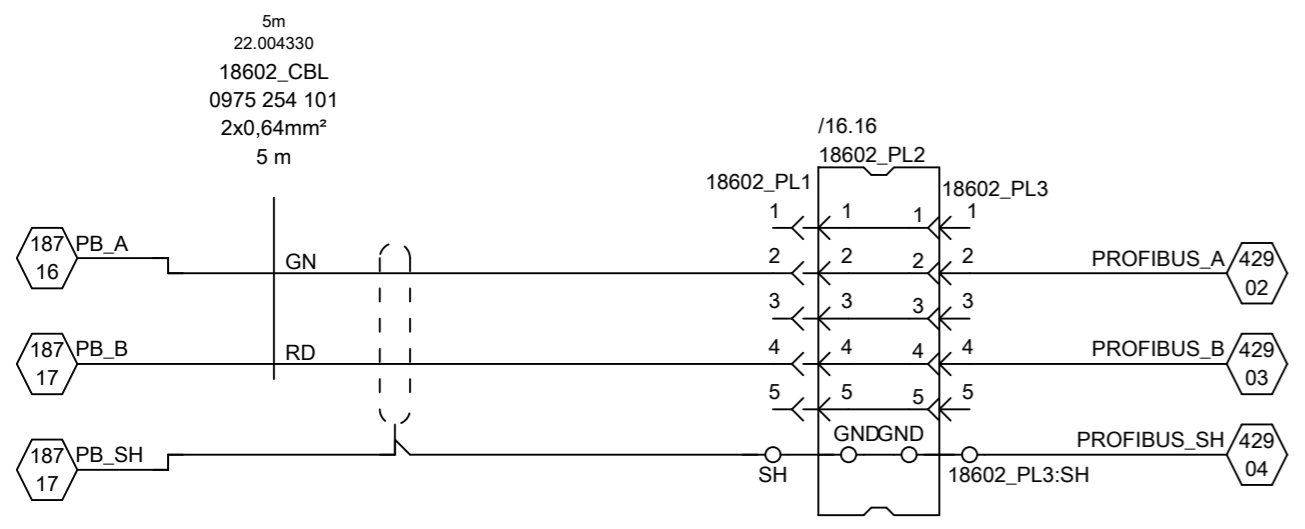 5m
22.004330
18602_CBL
0975 254 101
2x0,64mm²
5 m
/16.16
18602_PL2
18602_PL1
18602_PL3
1 1 1 1
187 PB_A
16
GN
2 2 2 2
PROFIBUS_A 429
02
3 3 3 3
187 PB_B
17
RD
4 4 4 4
PROFIBUS_B 429
03
5 5 5 5
187 PB_SH
17
GNDGND
PROFIBUS_SH 429
04
SH
18602_PL3:SH